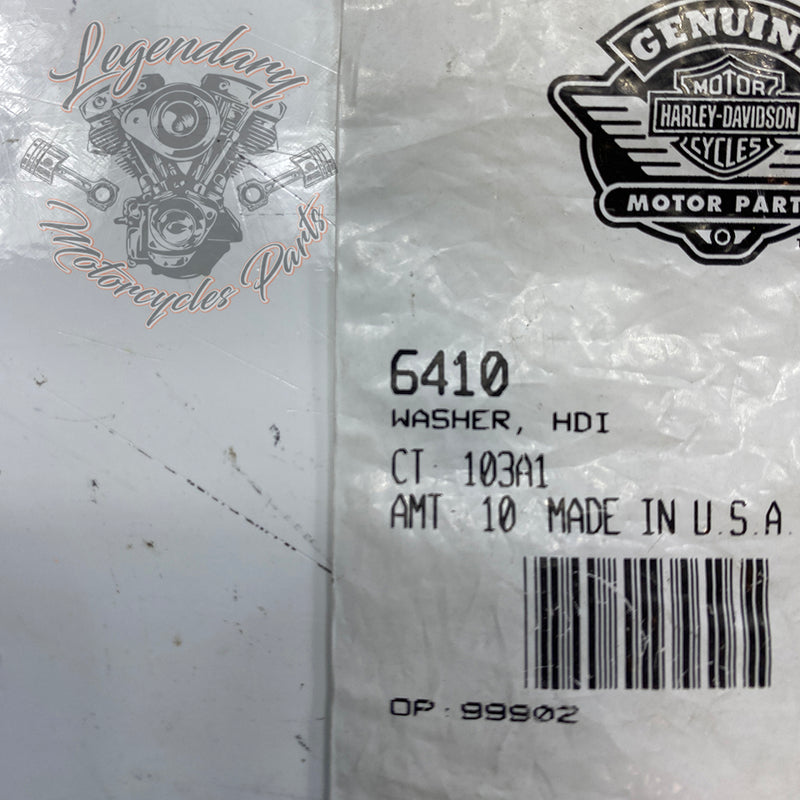 Legendary
Motorcycles Parts
GENUIN
MOTOR
HARLEY-DAVIDSON
CYCLES
MOTOR PART
6410
WASHER, HDI
CT 103A1
AMT 10 MADE IN U.S.A.
OP: 99902